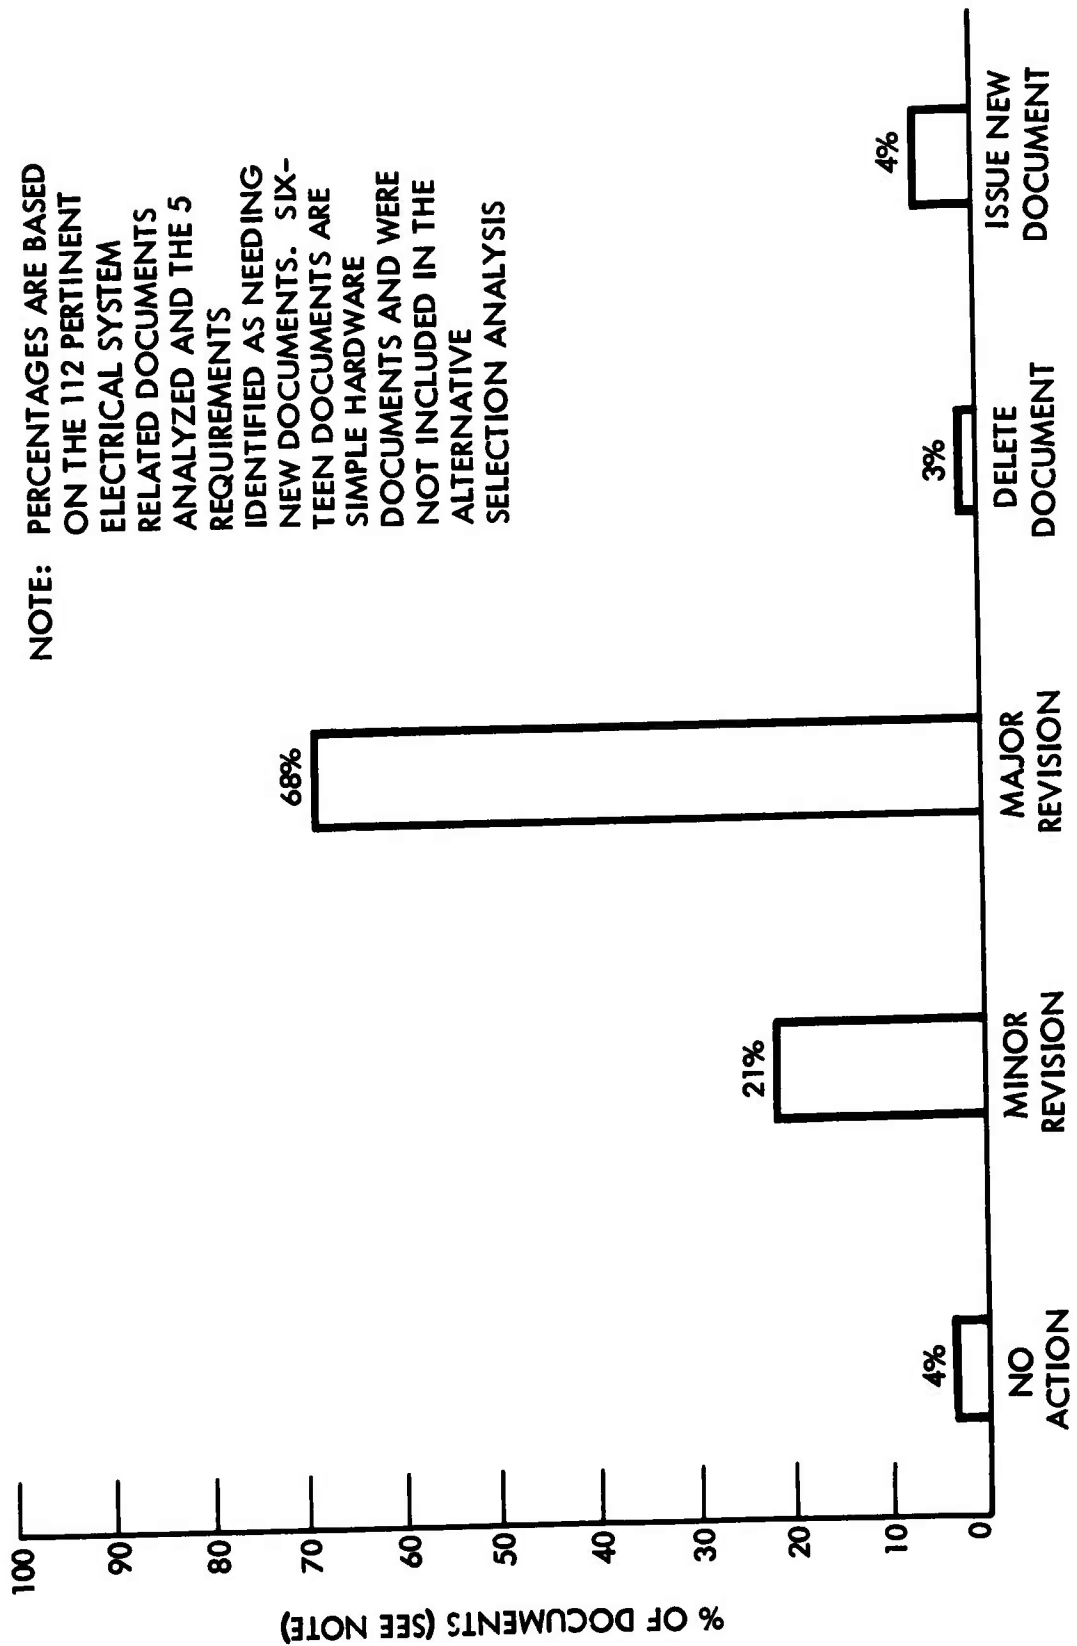 NOTE: PERCENTAGES ARE BASED
ON THE 112 PERTINENT
ELECTRICAL SYSTEM
RELATED DOCUMENTS
ANALYZED AND THE 5
REQUIREMENTS
IDENTIFIED AS NEEDING
NEW DOCUMENTS. SIX-
TEEN DOCUMENTS ARE
SIMPLE HARDWARE
DOCUMENTS AND WERE
NOT INCLUDED IN THE
ALTERNATIVE
SELECTION ANALYSIS
% OF DOCUMENTS (SEE NOTE)
100
90
80
70
60
50
40
30
20
10
0
4%
21%
68%
3%
4%
NO
ACTION
MINOR
REVISION
MAJOR
REVISION
DELETE
DOCUMENT
ISSUE NEW
DOCUMENT